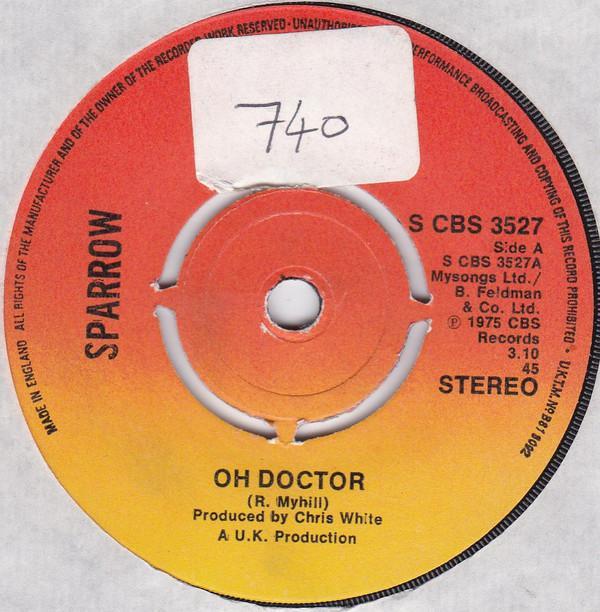 ALL RIGHTS OF THE MANUFACTURER AND OF THE OWNER OF THE RECORDED WORK RESERVED · UNAUTHORIS
PERFORMANCE BROADCASTING AND COPYING OF THIS RECORD PROHIBITED · U.K.T.M. Nº
MADE IN ENGLAND
740
SPARROW
S CBS 3527
Side A
S CBS 3527A
Mysongs Ltd./
B. Feldman
& Co. Ltd.
℗ 1975 CBS
Records
3.10
45
STEREO
OH DOCTOR
(R. Myhill)
Produced by Chris White
A U.K. Production